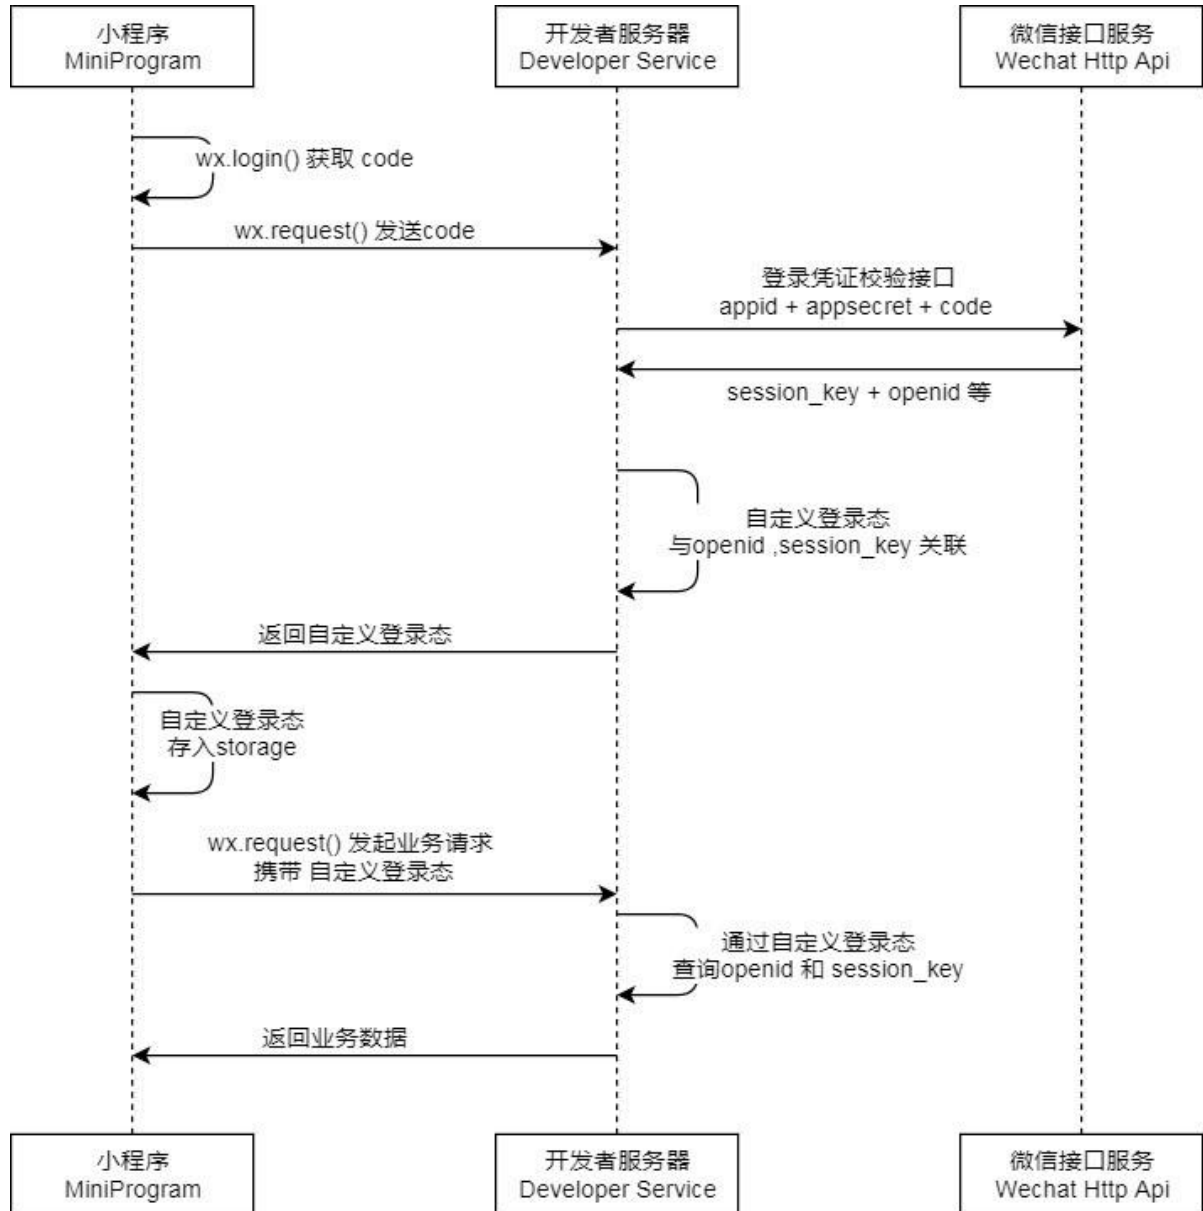 小程序
MiniProgram
开发者服务器
Developer Service
微信接口服务
Wechat Http Api
wx.login() 获取 code
wx.request() 发送code
登录凭证校验接口
appid + appsecret + code
session_key + openid 等
自定义登录态
与openid ,session_key 关联
返回自定义登录态
自定义登录态
存入storage
wx.request() 发起业务请求
携带 自定义登录态
通过自定义登录态
查询openid 和 session_key
返回业务数据
小程序
MiniProgram
开发者服务器
Developer Service
微信接口服务
Wechat Http Api